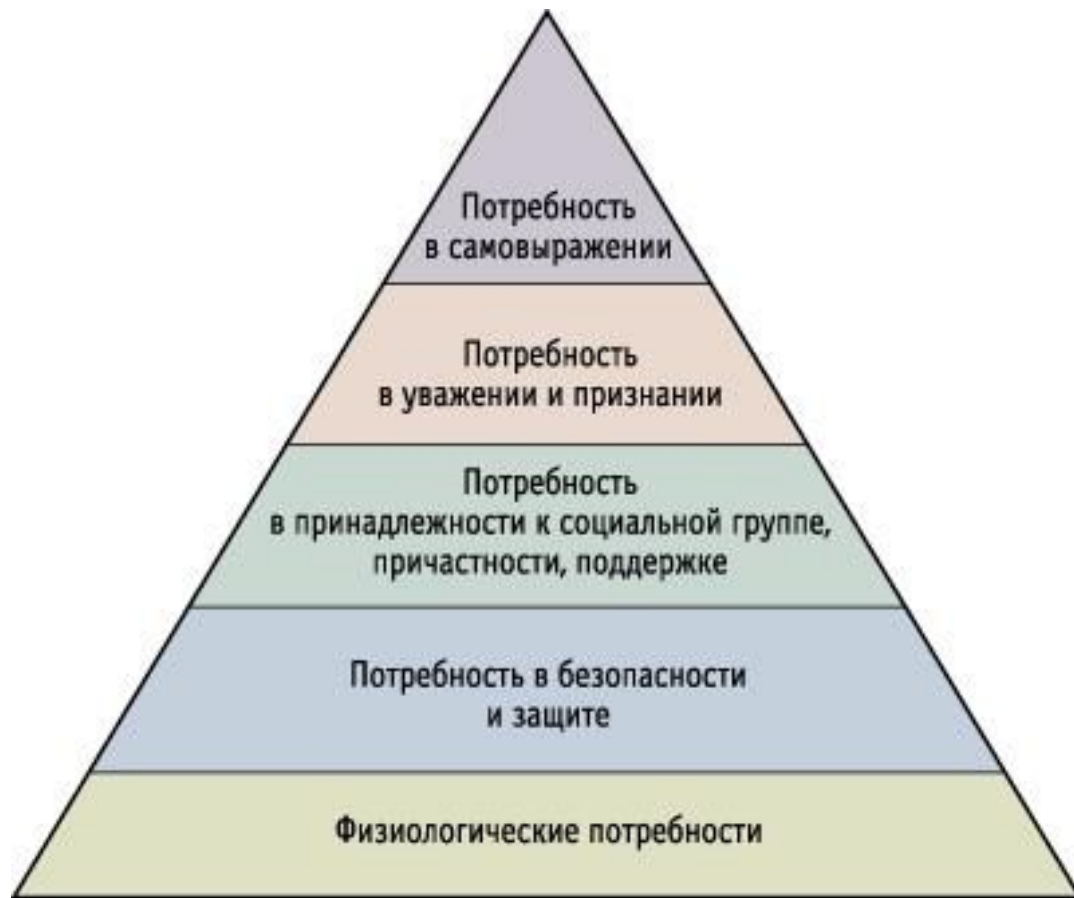 Потребность
в самовыражении
Потребность
в уважении и признании
Потребность
в принадлежности к социальной группе,
причастности, поддержке
Потребность в безопасности
и защите
Физиологические потребности